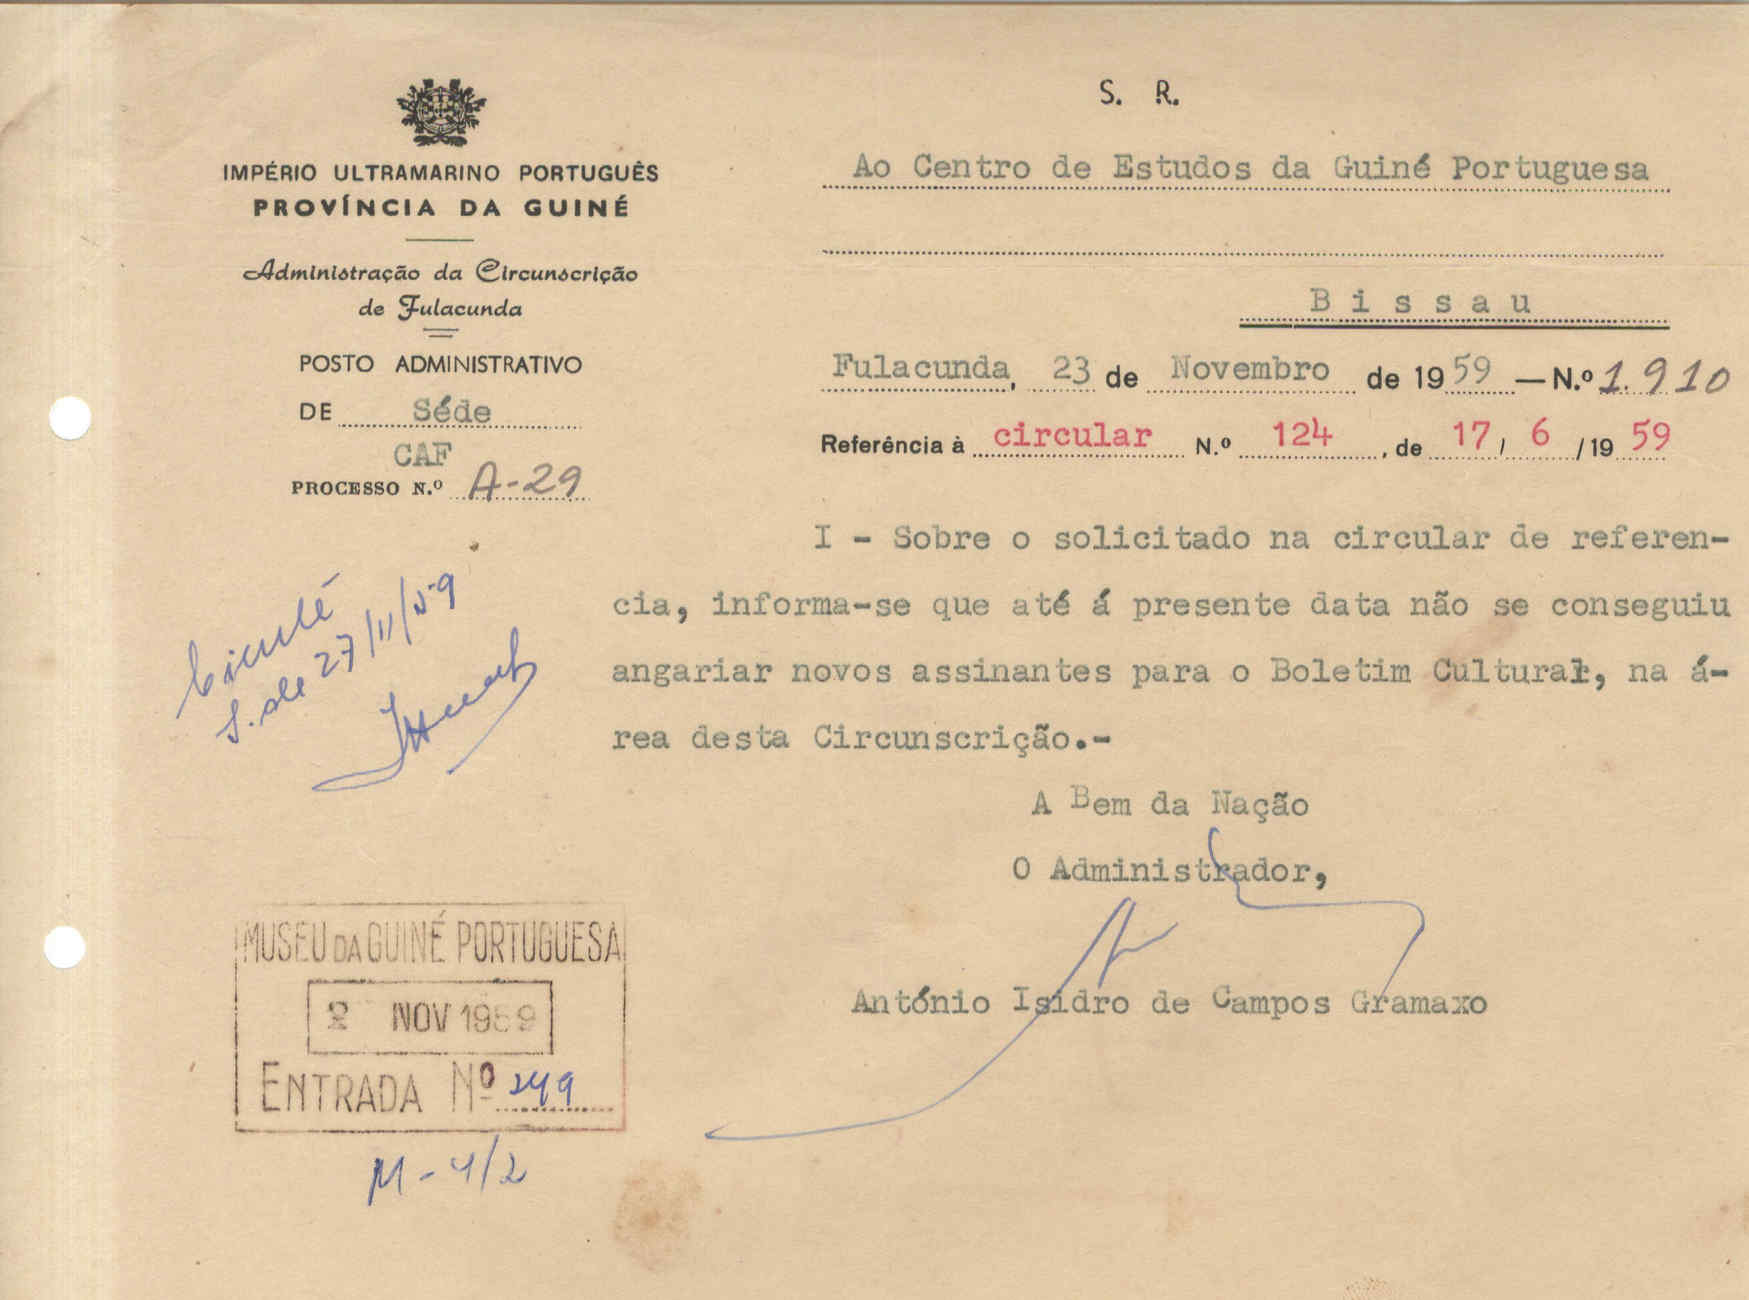 S. R.
IMPÉRIO ULTRAMARINO PORTUGUÊS
PROVÍNCIA DA GUINÉ
Administração da Circunscrição
de Fulacunda
POSTO ADMINISTRATIVO
DE Séde
CAF
PROCESSO N.º A-29
Ao Centro de Estudos da Guiné Portuguesa
Bissau
Fulacunda, 23 de Novembro de 1959 — N.º 1.910
Referência à circular N.º 124, de 17/6/1959
I - Sobre o solicitado na circular de referen-
cia, informa-se que até á presente data não se conseguiu
angariar novos assinantes para o Boletim Cultural, na á-
rea desta Circunscrição.-
A Bem da Nação
O Administrador,
António Isidro de Campos Gramaxo
27/11/59
MUSEU DA GUINÉ PORTUGUESA
NOV 1959
ENTRADA Nº 249
M-4/2